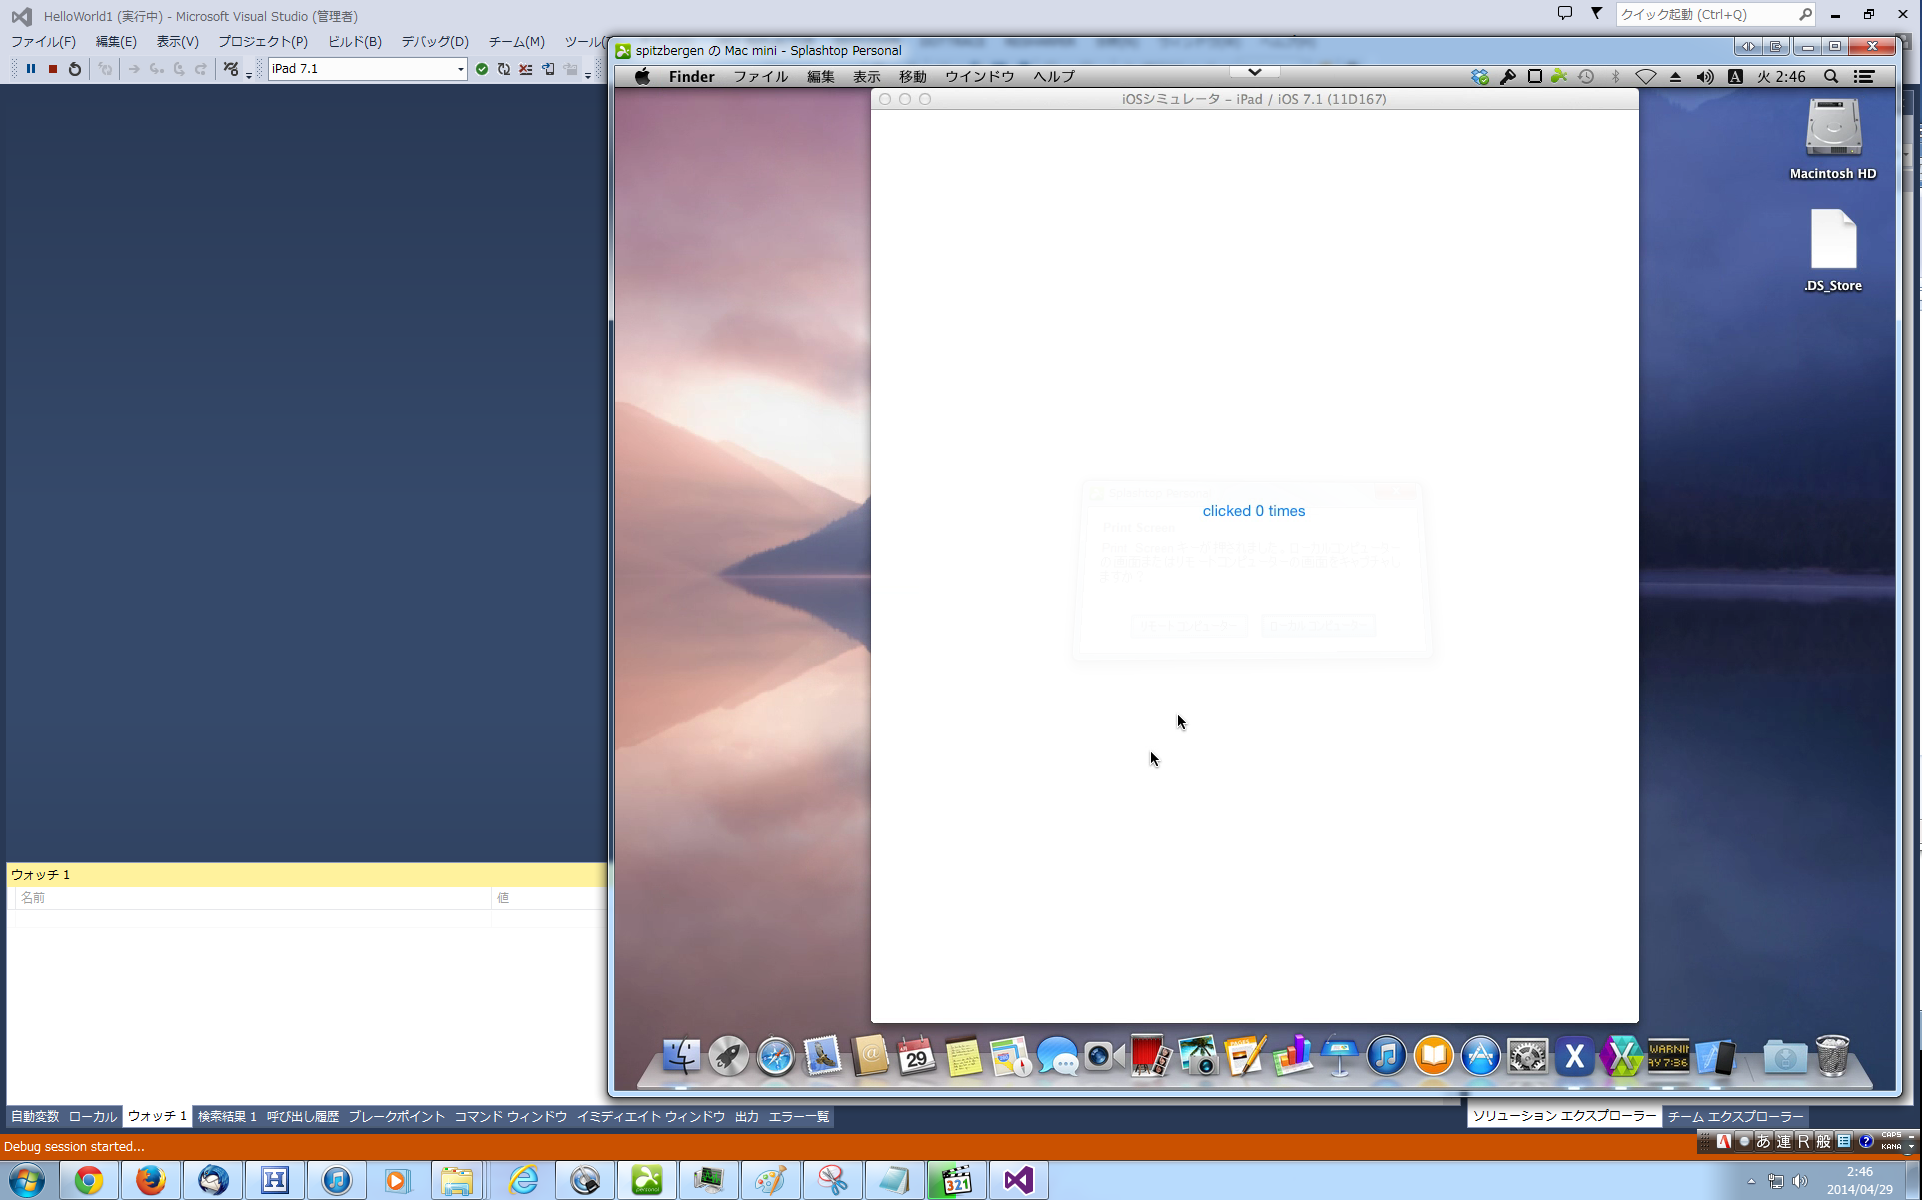 HelloWorld1 (実行中) - Microsoft Visual Studio (管理者)
クイック起動 (Ctrl+Q)
ファイル(F) 編集(E) 表示(V) プロジェクト(P) ビルド(B) デバッグ(D) チーム(M) ツール(
iPad 7.1
spitzbergen の Mac mini - Splashtop Personal
Finder ファイル 編集 表示 移動 ウインドウ ヘルプ
A 火 2:46
iOSシミュレータ – iPad / iOS 7.1 (11D167)
Macintosh HD
.DS_Store
clicked 0 times
Print Screen
ウォッチ 1
名前 値
29
X
自動変数 ローカル ウォッチ 1 検索結果 1 呼び出し履歴 ブレークポイント コマンド ウィンドウ イミディエイト ウィンドウ 出力 エラー一覧
ソリューション エクスプローラー チーム エクスプローラー
Debug session started...
A あ 連 R 般 ? CAPS
KANA
H
321
2:46
2014/04/29